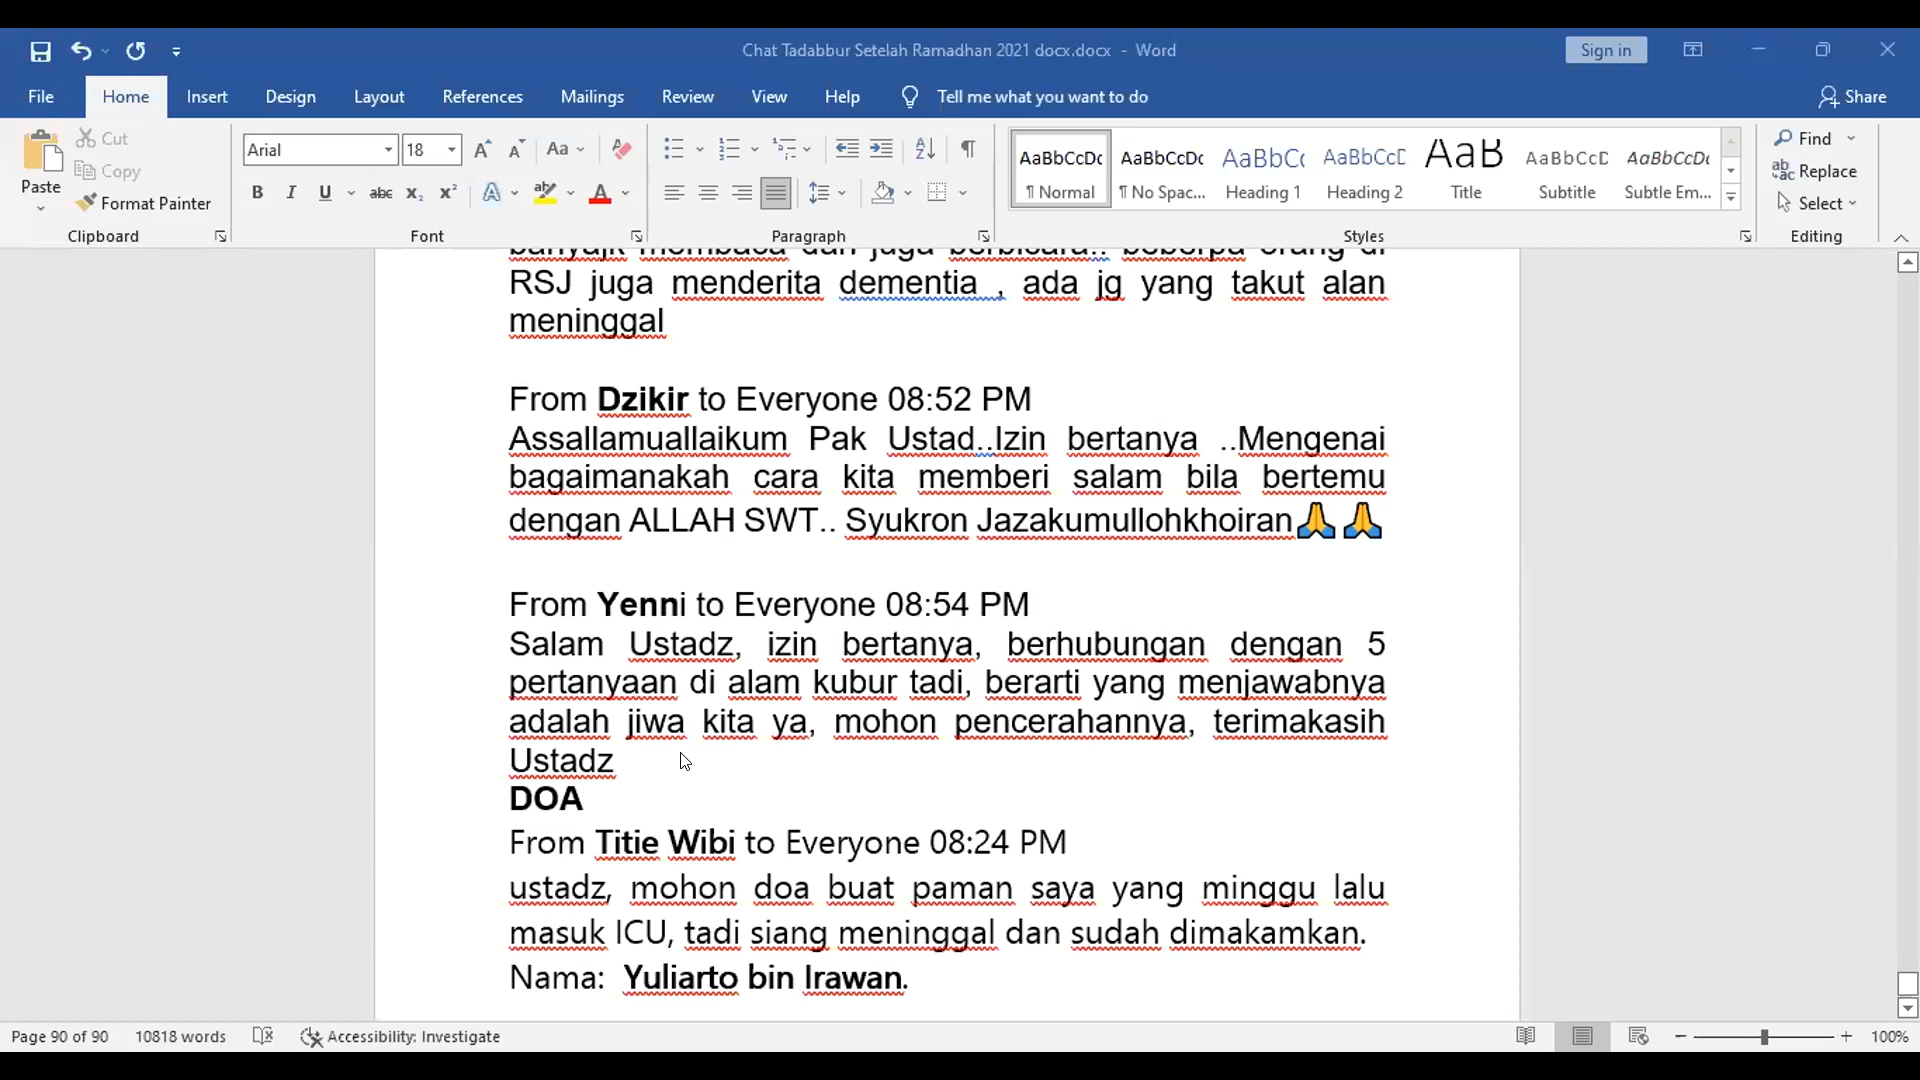 Chat Tadabbur Setelah Ramadhan 2021 docx.docx - Word
Sign in
File Home Insert Design Layout References Mailings Review View Help Tell me what you want to do Share
Paste
Cut
Copy
Format Painter
Clipboard
Arial 18
Font
Paragraph
AaBbCcDc AaBbCcDc AaBbCc AaBbCcD AaB AaBbCcD AaBbCcDc
¶ Normal ¶ No Spac... Heading 1 Heading 2 Title Subtitle Subtle Em...
Styles
Find
Replace
Select
Editing
RSJ juga menderita dementia , ada jg yang takut alan
meninggal
From Dzikir to Everyone 08:52 PM
Assallamuallaikum Pak Ustad..Izin bertanya ..Mengenai
bagaimanakah cara kita memberi salam bila bertemu
dengan ALLAH SWT.. Syukron Jazakumullohkhoiran🙏🙏
From Yenni to Everyone 08:54 PM
Salam Ustadz, izin bertanya, berhubungan dengan 5
pertanyaan di alam kubur tadi, berarti yang menjawabnya
adalah jiwa kita ya, mohon pencerahannya, terimakasih
Ustadz
DOA
From Titie Wibi to Everyone 08:24 PM
ustadz, mohon doa buat paman saya yang minggu lalu
masuk ICU, tadi siang meninggal dan sudah dimakamkan.
Nama: Yuliarto bin Irawan.
Page 90 of 90 10818 words Accessibility: Investigate 100%